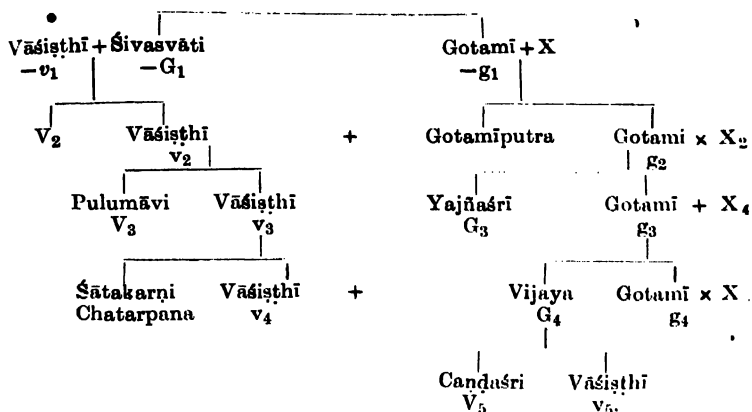 Vāśiṣṭhī + Śivasvāti Gotamī + X
—v₁ —G₁ —g₁
V₂ Vāśiṣṭhī + Gotamīputra Gotami × X₂
v₂ g₂
Pulumāvi Vāśiṣṭhī Yajñaśrī Gotamī + X₄
V₃ v₃ G₃ g₃
Śātakarṇi Vāśiṣṭhī + Vijaya Gotamī × X
Chatarpana v₄ G₄ g₄
Caṇḍaśri Vāśiṣṭhī
V₅ v₅.